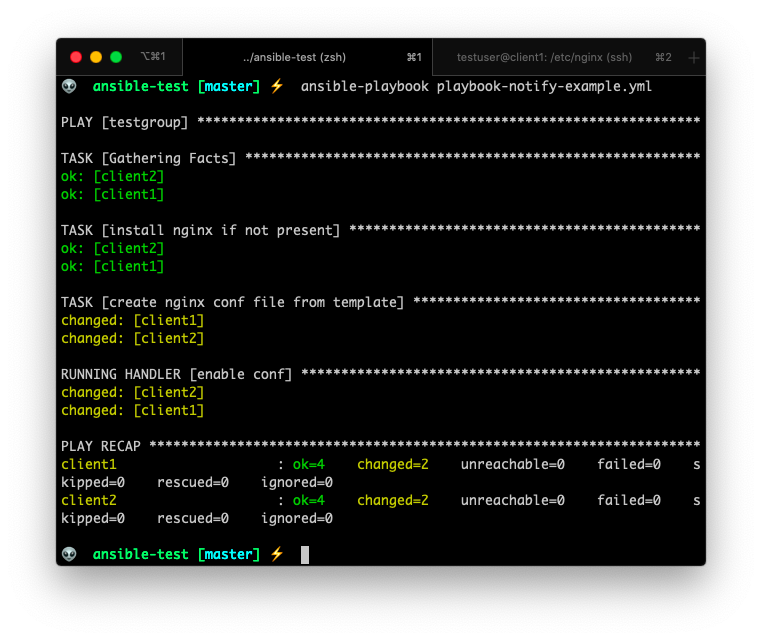 ⌥⌘1 ../ansible-test (zsh) ⌘1 testuser@client1: /etc/nginx (ssh) ⌘2 +
👽 ansible-test [master] ⚡ ansible-playbook playbook-notify-example.yml
PLAY [testgroup] ***************************************************************
TASK [Gathering Facts] *********************************************************
ok: [client2]
ok: [client1]
TASK [install nginx if not present] ********************************************
ok: [client2]
ok: [client1]
TASK [create nginx conf file from template] ************************************
changed: [client1]
changed: [client2]
RUNNING HANDLER [enable conf] **************************************************
changed: [client2]
changed: [client1]
PLAY RECAP *********************************************************************
client1                    : ok=4    changed=2    unreachable=0    failed=0    s
kipped=0    rescued=0    ignored=0
client2                    : ok=4    changed=2    unreachable=0    failed=0    s
kipped=0    rescued=0    ignored=0
👽 ansible-test [master] ⚡